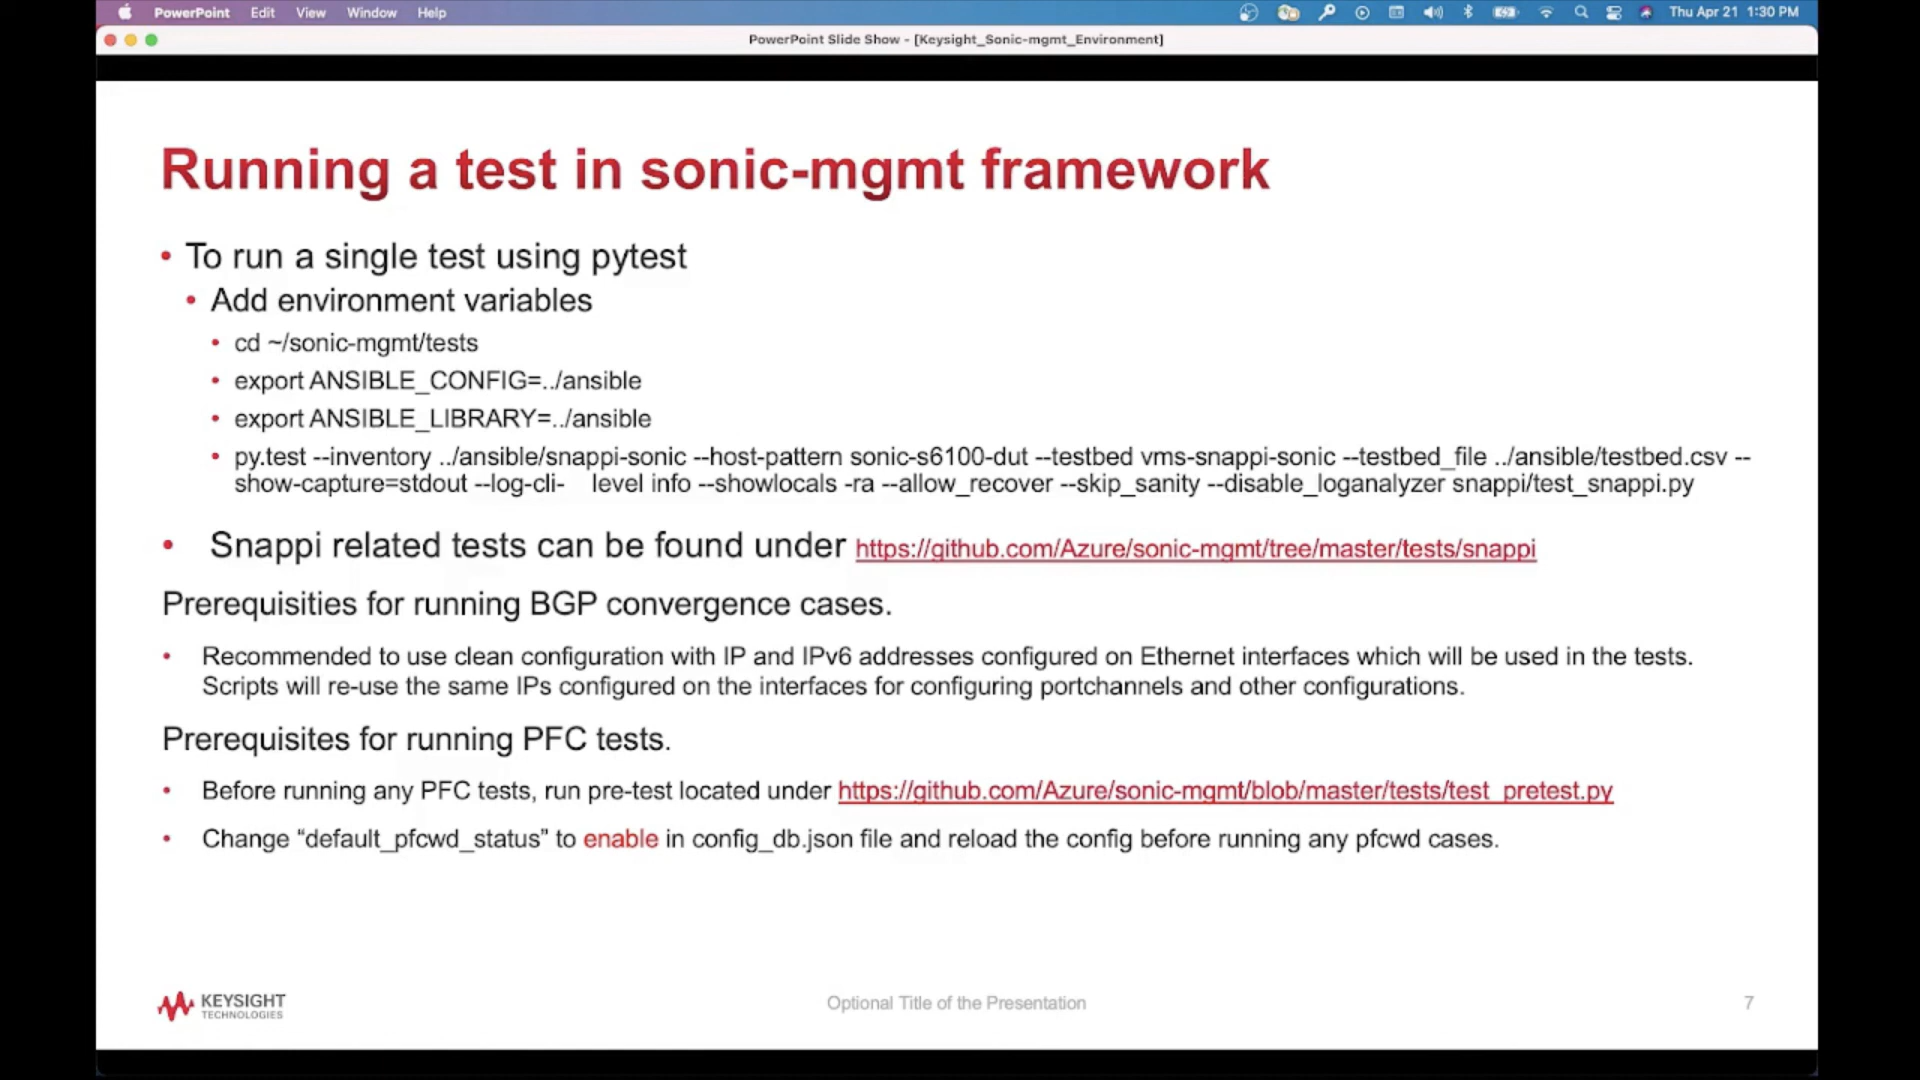 PowerPoint Edit View Window Help Thu Apr 21 1:30 PM
PowerPoint Slide Show - [Keysight_Sonic-mgmt_Environment]
Running a test in sonic-mgmt framework
• To run a single test using pytest
• Add environment variables
• cd ~/sonic-mgmt/tests
• export ANSIBLE_CONFIG=../ansible
• export ANSIBLE_LIBRARY=../ansible
• py.test --inventory ../ansible/snappi-sonic --host-pattern sonic-s6100-dut --testbed vms-snappi-sonic --testbed_file ../ansible/testbed.csv --
show-capture=stdout --log-cli- level info --showlocals -ra --allow_recover --skip_sanity --disable_loganalyzer snappi/test_snappi.py
• Snappi related tests can be found under https://github.com/Azure/sonic-mgmt/tree/master/tests/snappi
Prerequisities for running BGP convergence cases.
• Recommended to use clean configuration with IP and IPv6 addresses configured on Ethernet interfaces which will be used in the tests.
Scripts will re-use the same IPs configured on the interfaces for configuring portchannels and other configurations.
Prerequisites for running PFC tests.
• Before running any PFC tests, run pre-test located under https://github.com/Azure/sonic-mgmt/blob/master/tests/test_pretest.py
• Change “default_pfcwd_status” to enable in config_db.json file and reload the config before running any pfcwd cases.
KEYSIGHT
TECHNOLOGIES
Optional Title of the Presentation
7